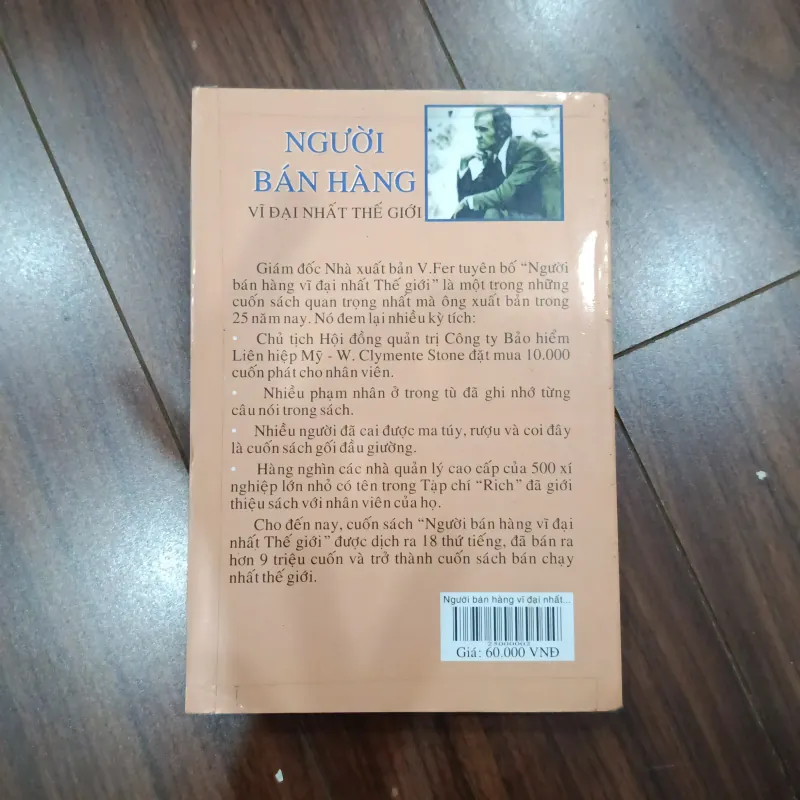 NGƯỜI
BÁN HÀNG
VĨ ĐẠI NHẤT THẾ GIỚI
Giám đốc Nhà xuất bản V.Fer tuyên bố “Người
bán hàng vĩ đại nhất Thế giới” là một trong những
cuốn sách quan trọng nhất mà ông xuất bản trong
25 năm nay. Nó đem lại nhiều kỳ tích:
• Chủ tịch Hội đồng quản trị Công ty Bảo hiểm
Liên hiệp Mỹ - W. Clymente Stone đặt mua 10.000
cuốn phát cho nhân viên.
• Nhiều phạm nhân ở trong tù đã ghi nhớ từng
câu nói trong sách.
• Nhiều người đã cai được ma túy, rượu và coi đây
là cuốn sách gối đầu giường.
• Hàng nghìn các nhà quản lý cao cấp của 500 xí
nghiệp lớn nhỏ có tên trong Tạp chí “Rich” đã giới
thiệu sách với nhân viên của họ.
Cho đến nay, cuốn sách “Người bán hàng vĩ đại
nhất Thế giới” được dịch ra 18 thứ tiếng, đã bán ra
hơn 9 triệu cuốn và trở thành cuốn sách bán chạy
nhất thế giới.
Người bán hàng vĩ đại nhất...
Giá: 60.000 VNĐ